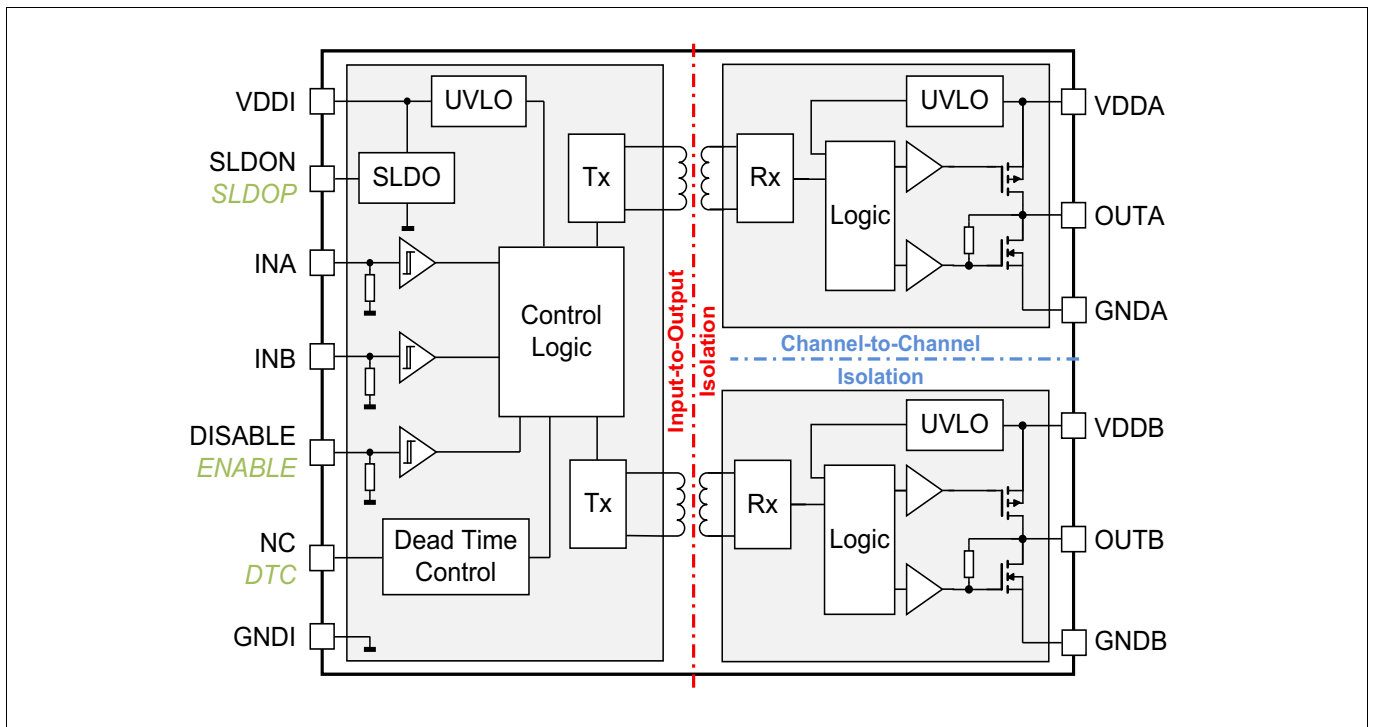 VDDI
SLDON
SLDOP
INA
INB
DISABLE
ENABLE
NC
DTC
GNDI
UVLO
SLDO
Tx
Control
Logic
Tx
Dead Time
Control
Input-to-Output
Isolation
UVLO
Rx
Logic
VDDA
OUTA
GNDA
Channel-to-Channel
Isolation
UVLO
Rx
Logic
VDDB
OUTB
GNDB